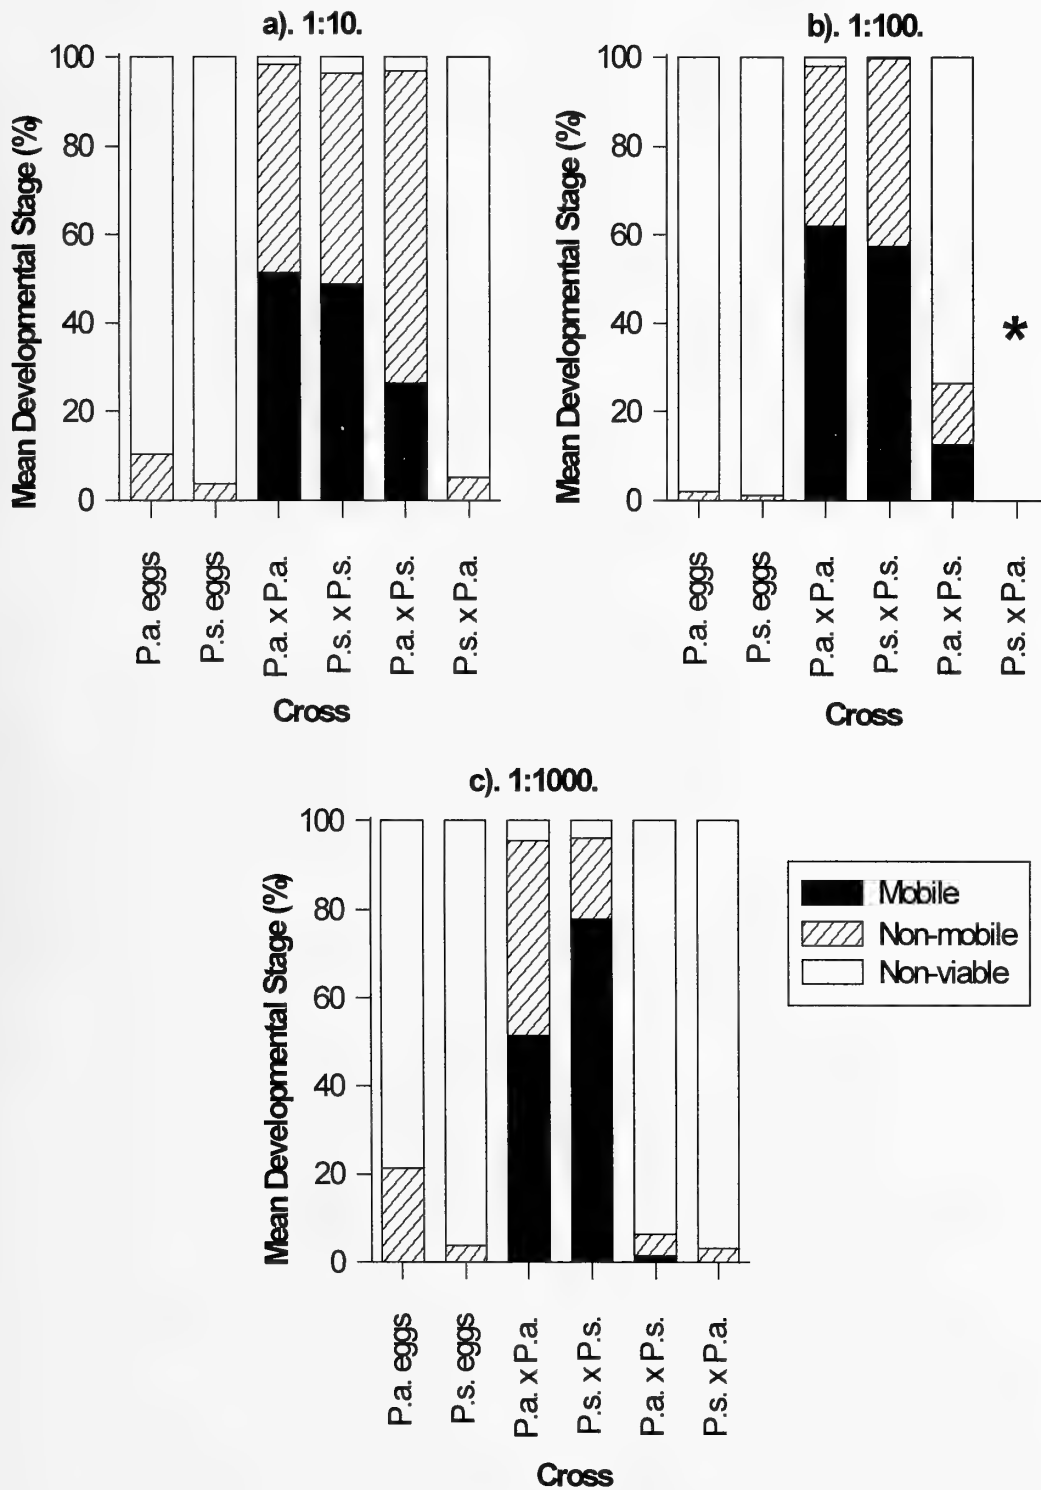 a). 1:10.
Mean Developmental Stage (%)
100
80
60
40
20
0
P.a. eggs
P.s. eggs
P.a. x P.a.
P.s. x P.s.
P.a. x P.s.
P.s. x P.a.
Cross
b). 1:100.
Mean Developmental Stage (%)
100
80
60
40
20
0
*
P.a. eggs
P.s. eggs
P.a. x P.a.
P.s. x P.s.
P.a. x P.s.
P.s. x P.a.
Cross
c). 1:1000.
Mean Developmental Stage (%)
100
80
60
40
20
0
P.a. eggs
P.s. eggs
P.a. x P.a.
P.s. x P.s.
P.a. x P.s.
P.s. x P.a.
Cross
Mobile
Non-mobile
Non-viable